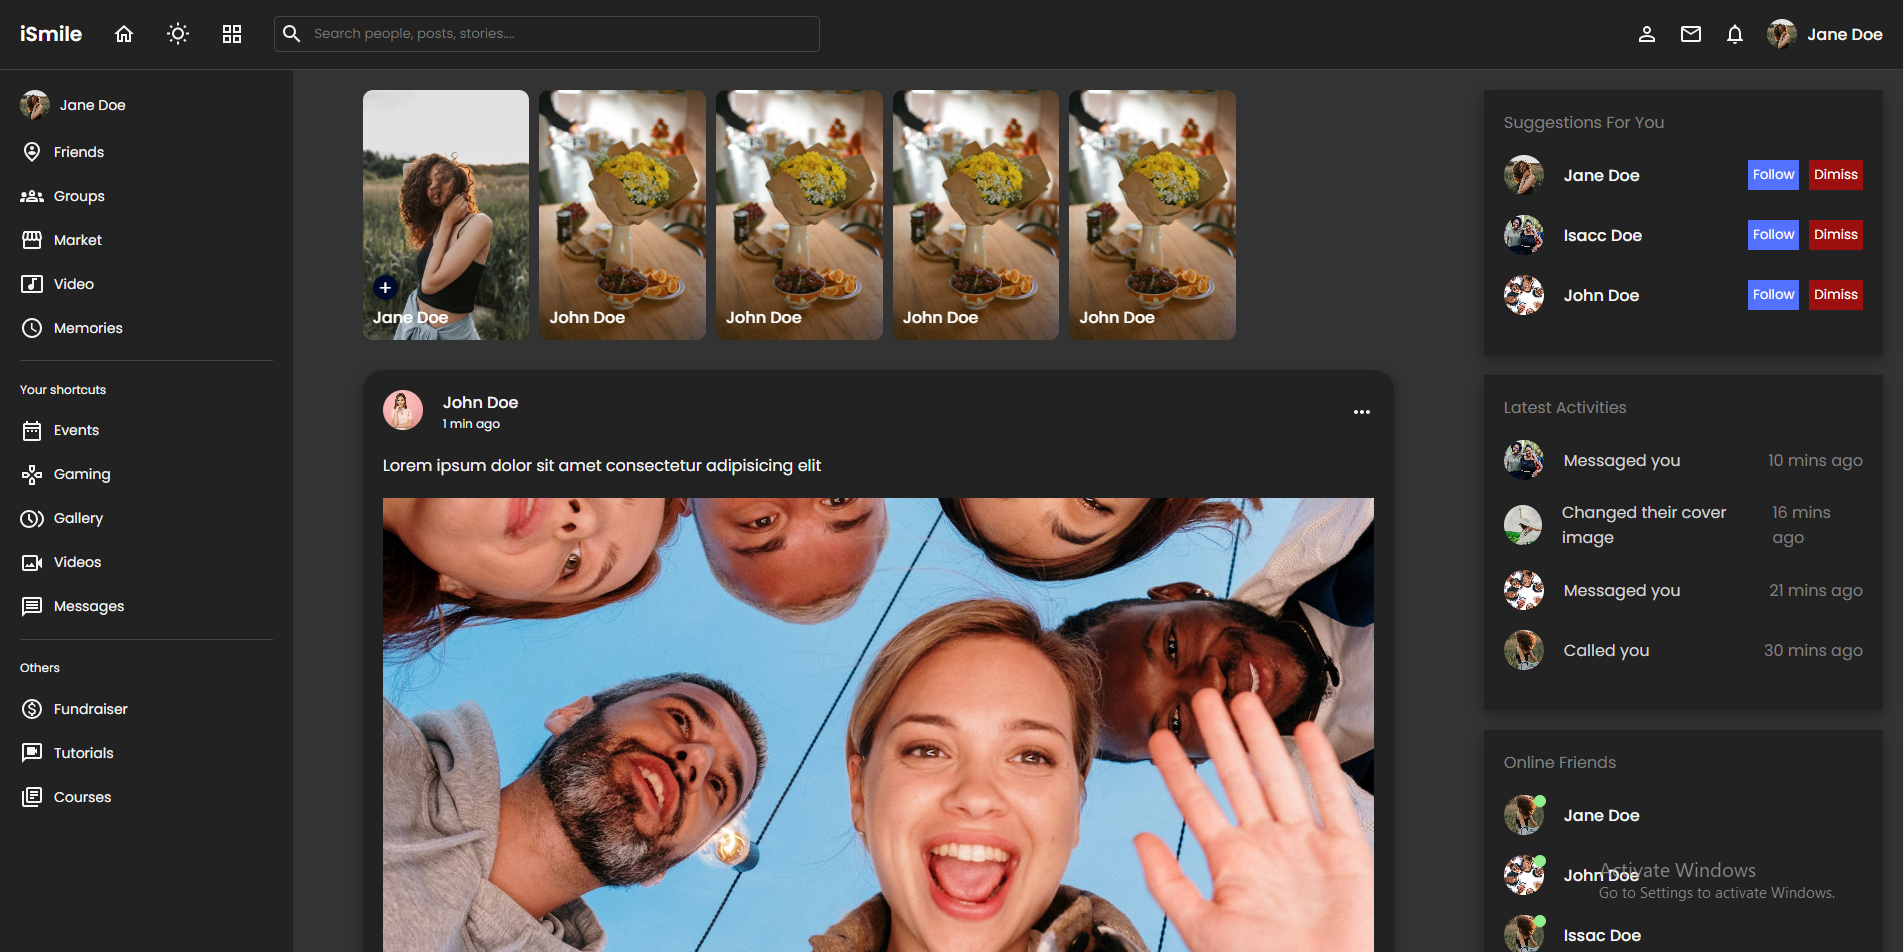 iSmile
Search people, posts, stories....
Jane Doe
Jane Doe
Friends
Groups
Market
Video
Memories
Your shortcuts
Events
Gaming
Gallery
Videos
Messages
Others
Fundraiser
Tutorials
Courses
Jane Doe
John Doe
John Doe
John Doe
John Doe
John Doe
1 min ago
Lorem ipsum dolor sit amet consectetur adipisicing elit
Suggestions For You
Jane Doe
Follow
Dimiss
Isacc Doe
Follow
Dimiss
John Doe
Follow
Dimiss
Latest Activities
Messaged you
10 mins ago
Changed their cover
image
16 mins
ago
Messaged you
21 mins ago
Called you
30 mins ago
Online Friends
Jane Doe
John Doe
Issac Doe
Activate Windows
Go to Settings to activate Windows.